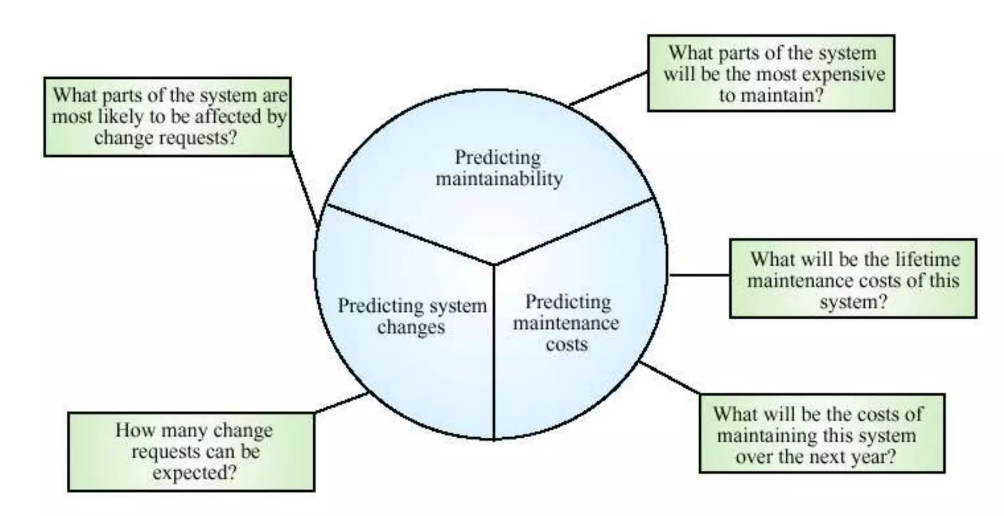 What parts of the system
will be the most expensive
to maintain?
What parts of the system are
most likely to be affected by
change requests?
Predicting
maintainability
What will be the lifetime
maintenance costs of this
system?
Predicting system
changes
Predicting
maintenance
costs
What will be the costs of
maintaining this system
over the next year?
How many change
requests can be
expected?